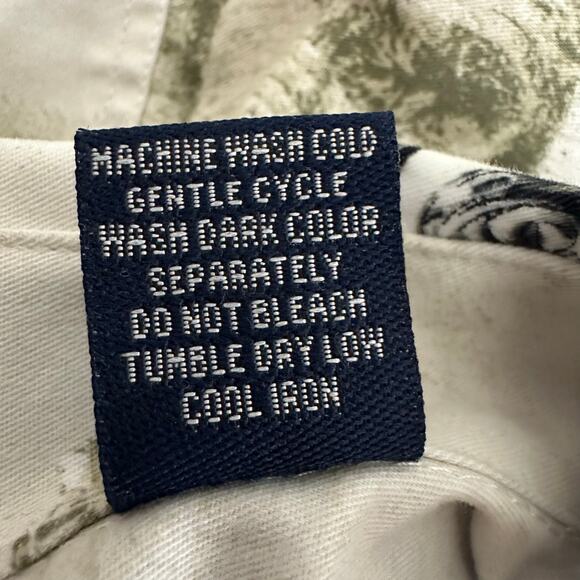 MACHINE WASH COLD
GENTLE CYCLE
WASH DARK COLOR
SEPARATELY
DO NOT BLEACH
TUMBLE DRY LOW
COOL IRON